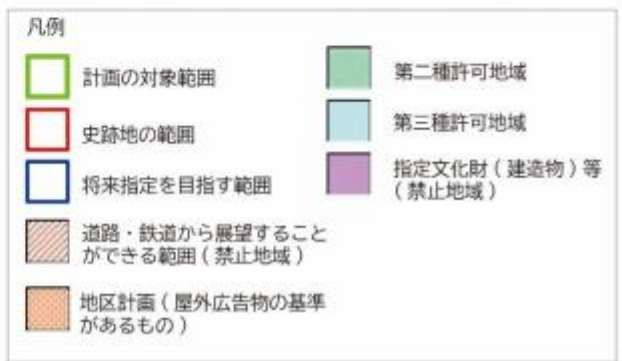 凡例
計画の対象範囲
史跡地の範囲
将来指定を目指す範囲
道路・鉄道から展望すること
ができる範囲(禁止地域)
地区計画(屋外広告物の基準
があるもの)
第二種許可地域
第三種許可地域
指定文化財(建造物)等
(禁止地域)